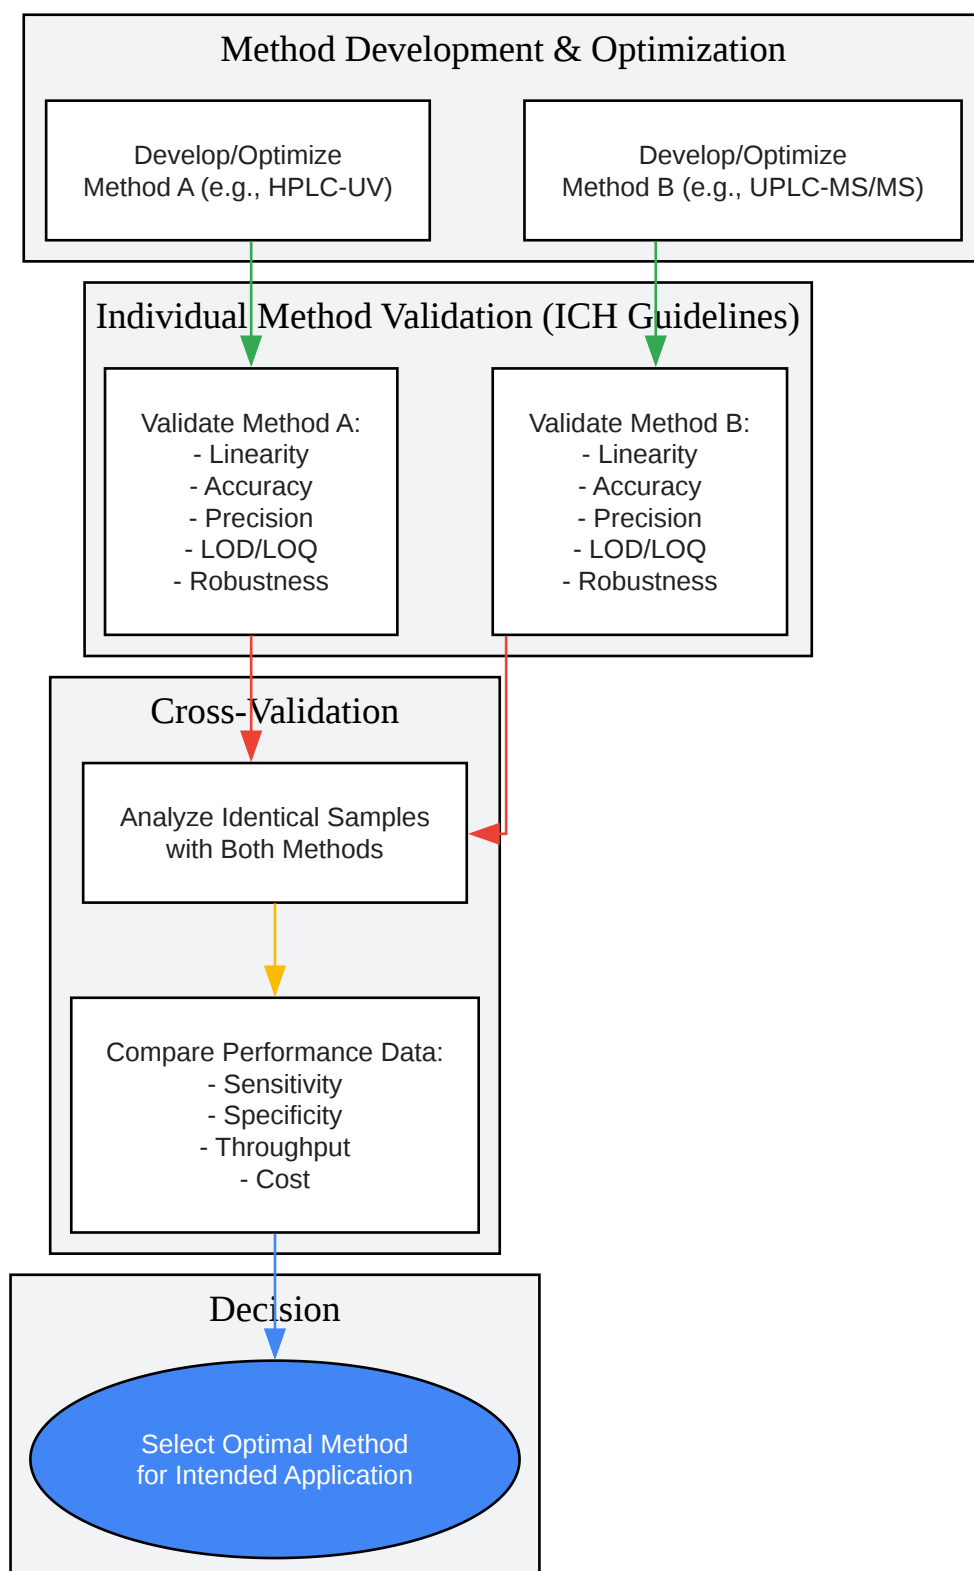 Method Development & Optimization
Develop/Optimize
Method A (e.g., HPLC-UV)
Develop/Optimize
Method B (e.g., UPLC-MS/MS)
Individual Method Validation (ICH Guidelines)
Validate Method A:
- Linearity
- Accuracy
- Precision
- LOD/LOQ
- Robustness
Validate Method B:
- Linearity
- Accuracy
- Precision
- LOD/LOQ
- Robustness
Cross-Validation
Analyze Identical Samples
with Both Methods
Compare Performance Data:
- Sensitivity
- Specificity
- Throughput
- Cost
Decision
Select Optimal Method
for Intended Application